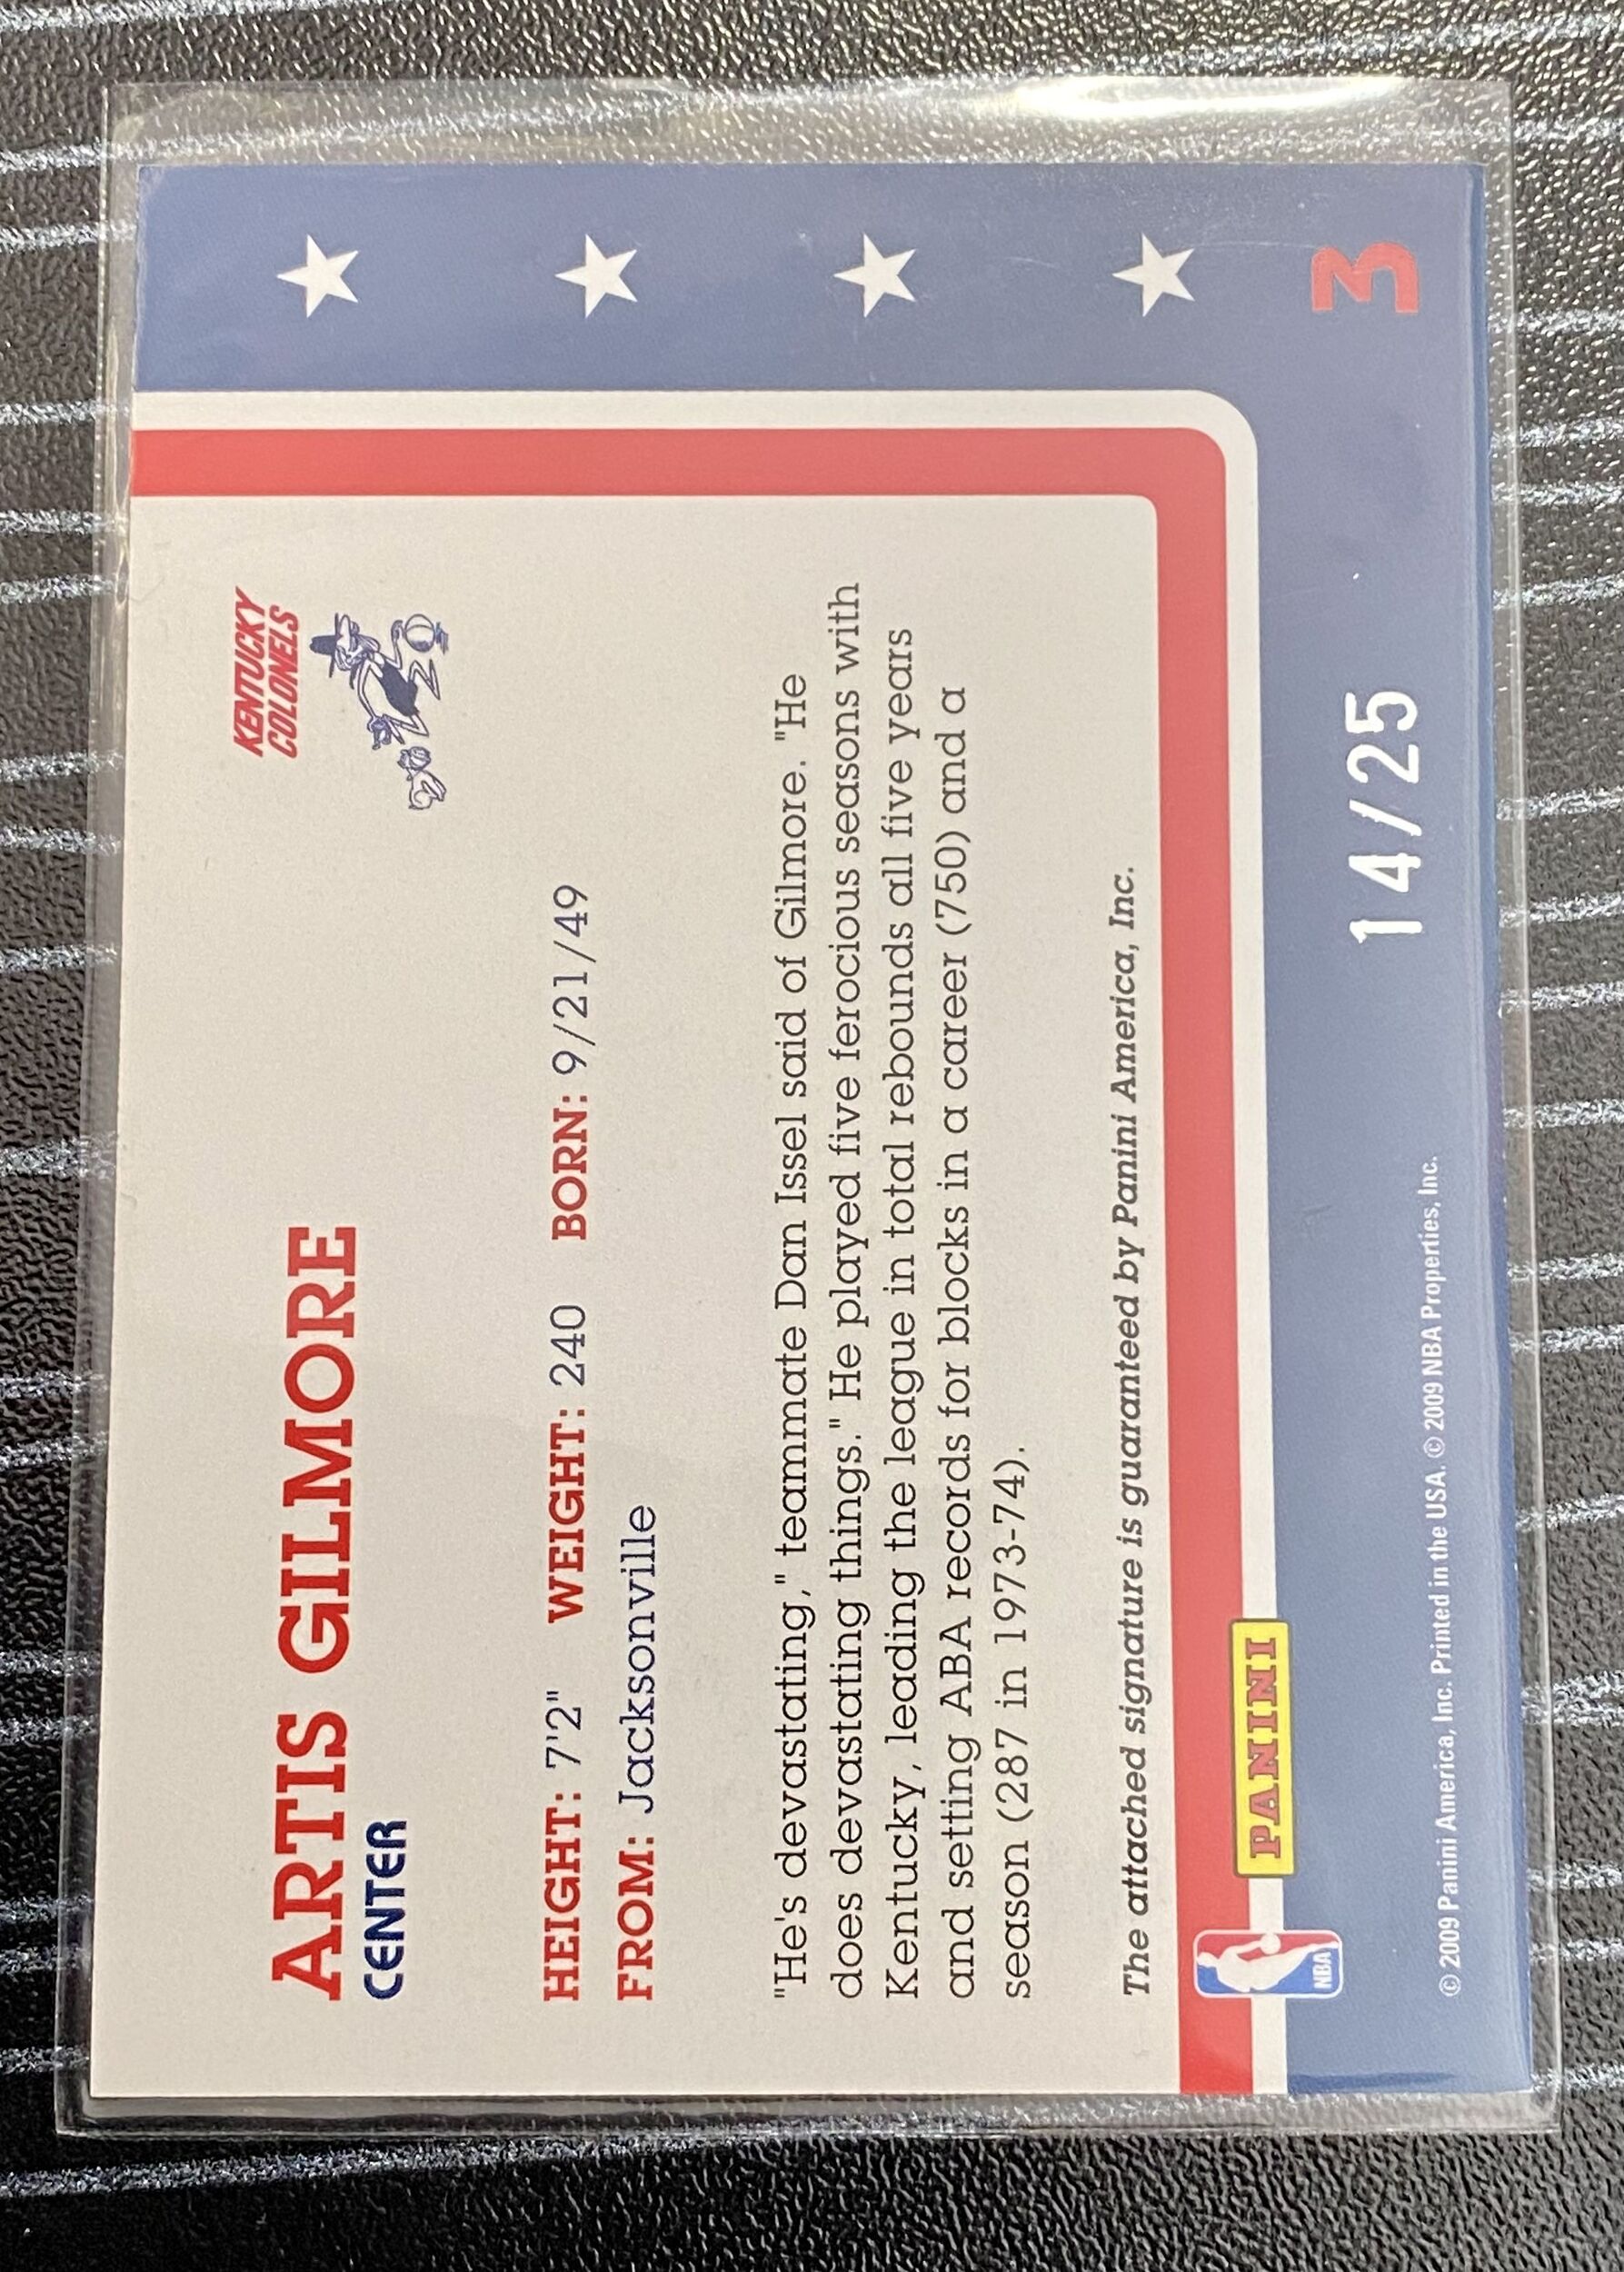 KENTUCKY
COLONELS
ARTIS GILMORE
CENTER
HEIGHT: 7'2" WEIGHT: 240 BORN: 9/21/49
FROM: Jacksonville
"He's devastating," teammate Dan Issel said of Gilmore. "He
does devastating things." He played five ferocious seasons with
Kentucky, leading the league in total rebounds all five years
and setting ABA records for blocks in a career (750) and a
season (287 in 1973-74).
The attached signature is guaranteed by Panini America, Inc.
PANINI
NBA
14/25
3
© 2009 Panini America, Inc. Printed in the USA. © 2009 NBA Properties, Inc.